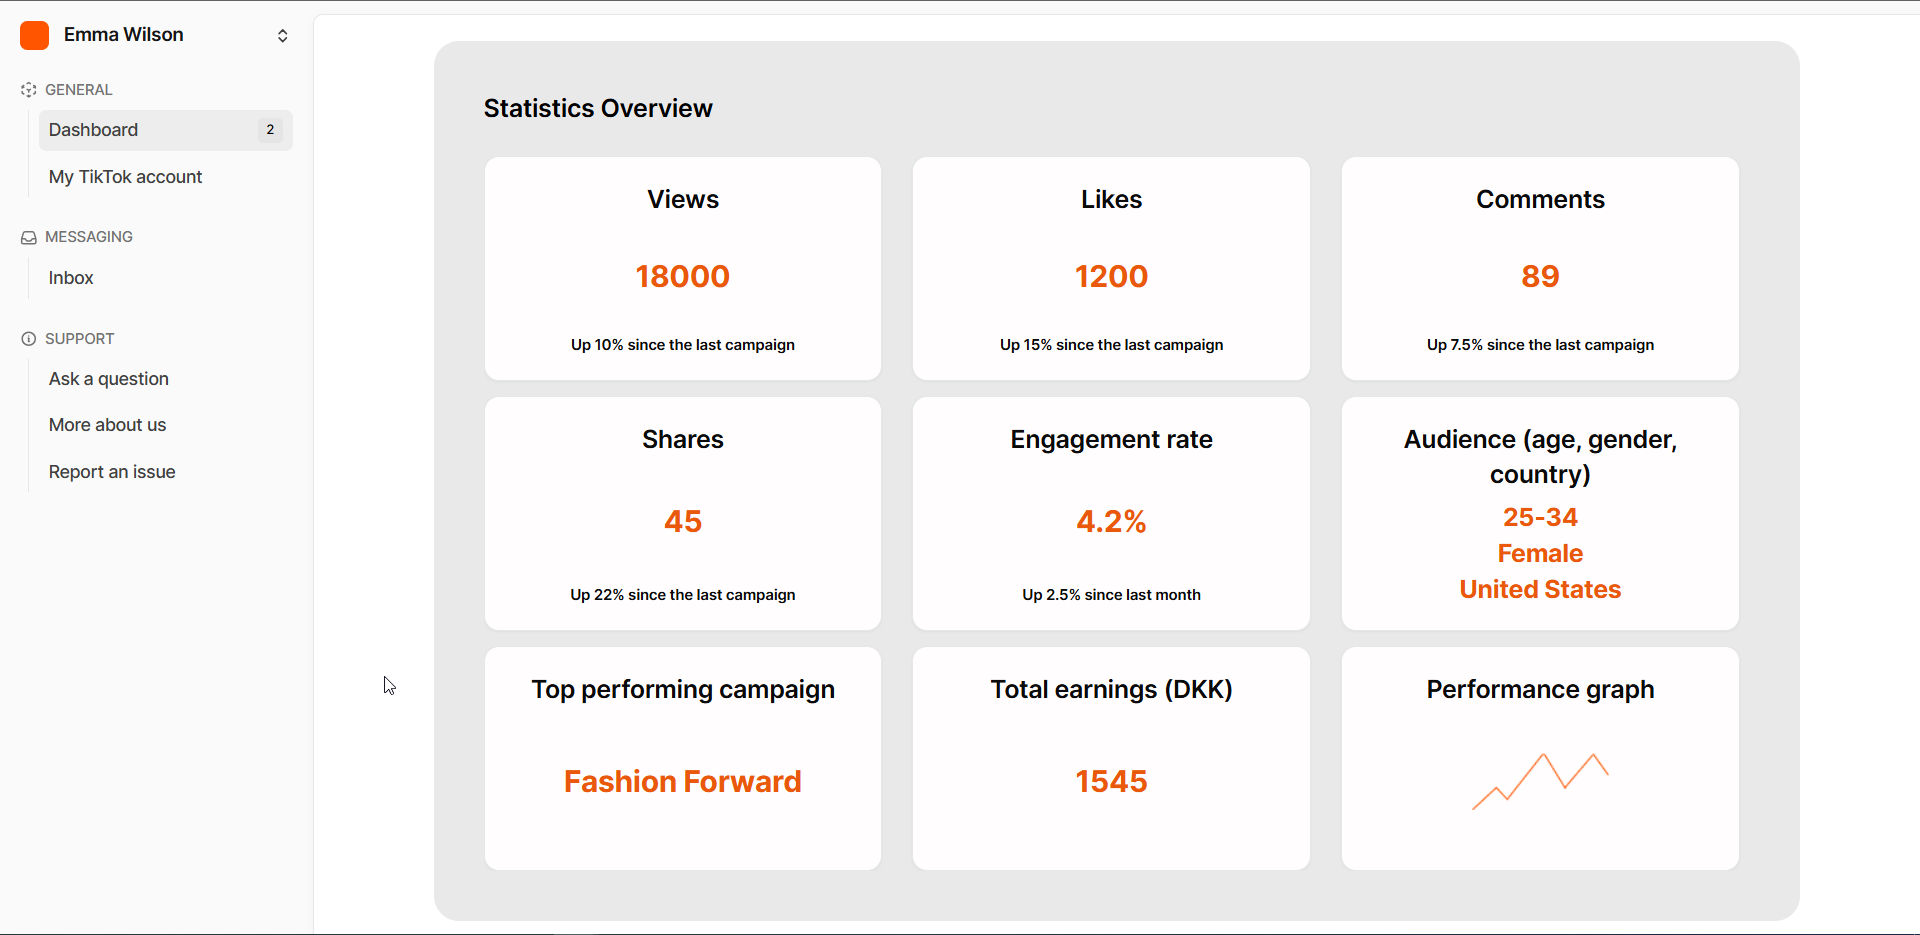 Emma Wilson
GENERAL
Dashboard 2
My TikTok account
MESSAGING
Inbox
SUPPORT
Ask a question
More about us
Report an issue
Statistics Overview
Views
18000
Up 10% since the last campaign
Likes
1200
Up 15% since the last campaign
Comments
89
Up 7.5% since the last campaign
Shares
45
Up 22% since the last campaign
Engagement rate
4.2%
Up 2.5% since last month
Audience (age, gender,
country)
25-34
Female
United States
Top performing campaign
Fashion Forward
Total earnings (DKK)
1545
Performance graph